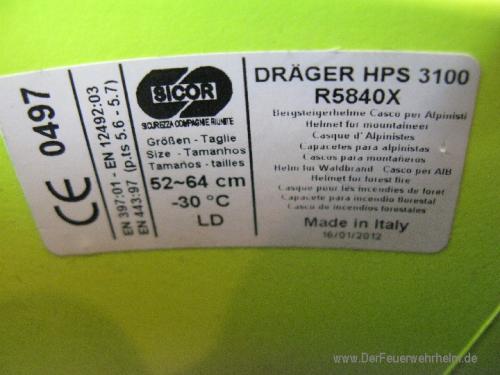 CE 0497
EN 397:01 - EN 12492:03
EN 443:97 (p.ts 5.6 - 5.7)
SICOR
SICUREZZA COMPAGNIE RIUNITE
Größen - Taglie
Size - Tamanhos
Tamaños - tailles
52~64 cm
-30 °C
LD
DRÄGER HPS 3100
R5840X
Bergsteigerhelme Casco per Alpinisti
Helmet for mountaineer
Casque d' Alpinistes
Capacetes para alpinistas
Cascos para montañeros
Helm for Waldbrand Casco per AIB
Helmet for forest fire
Casque pour les incendies de foret
Capacete para incendio florestal
Casco de incendios forestales
Made in Italy
16/01/2012
www.DerFeuerwehrhelm.de